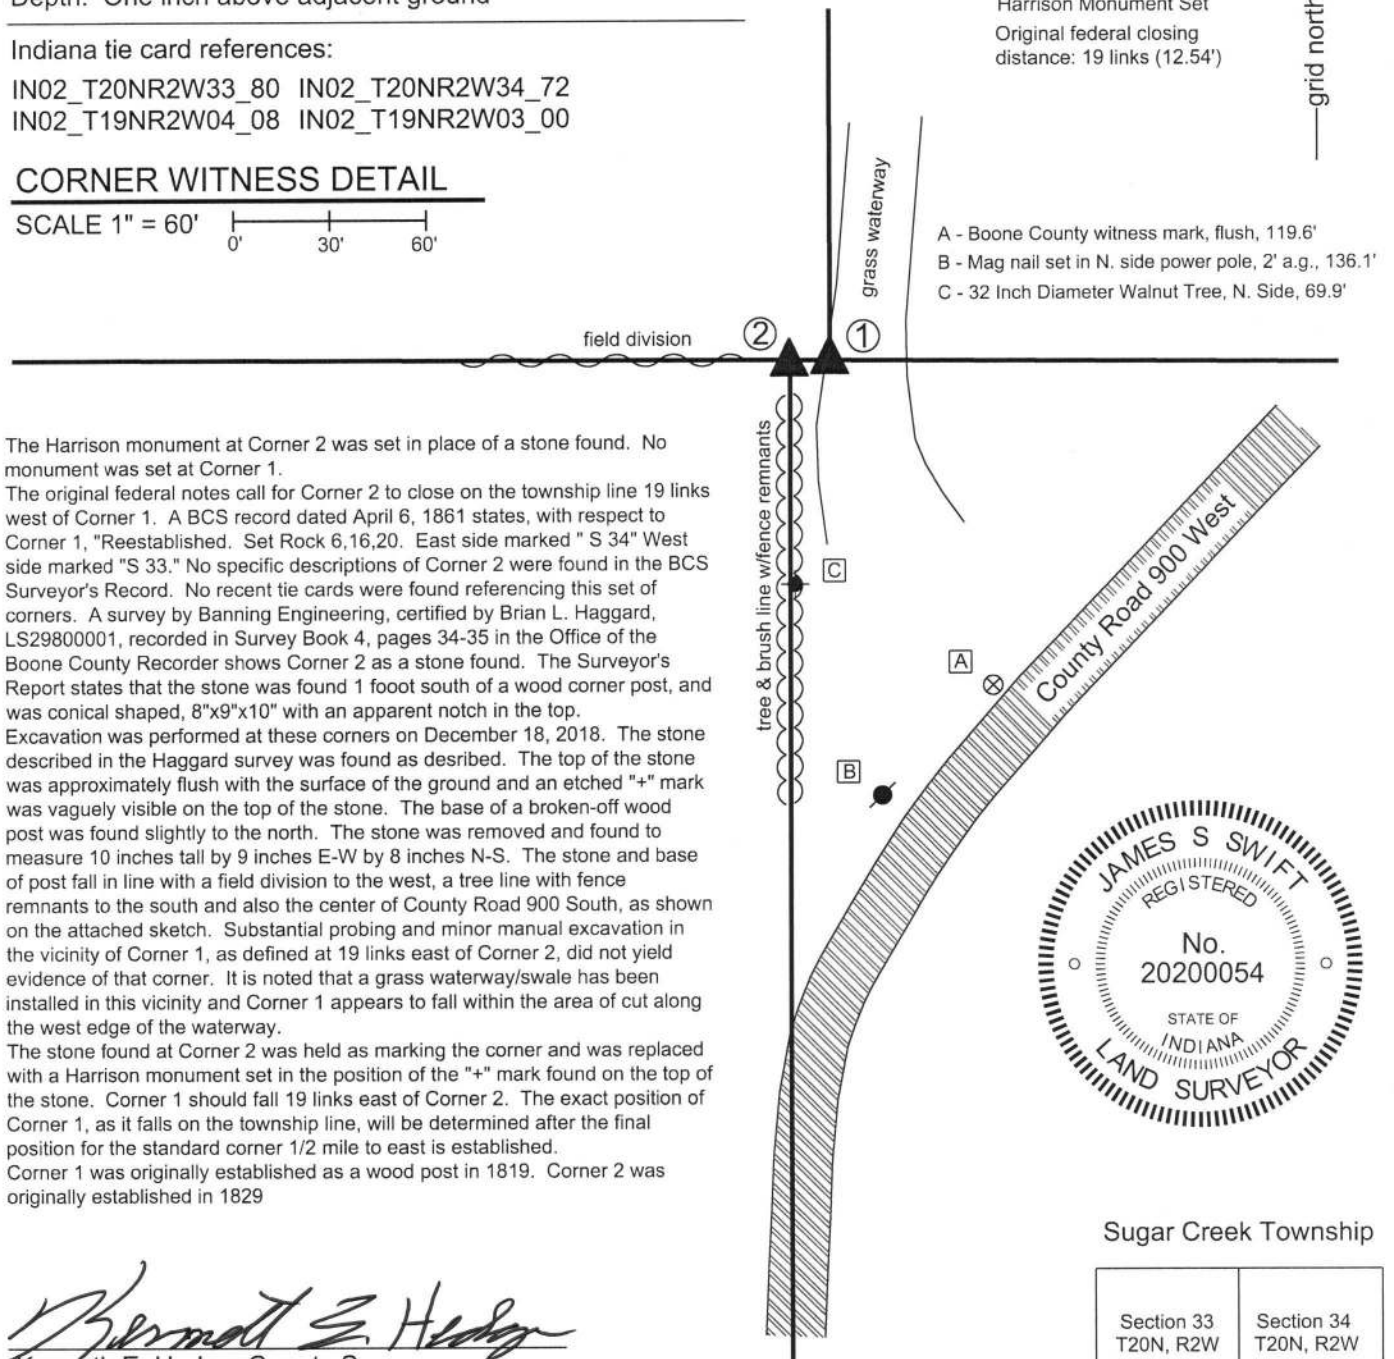 Depth: One inch above adjacent ground
Indiana tie card references:
IN02_T20NR2W33_80 IN02_T20NR2W34_72
IN02_T19NR2W04_08 IN02_T19NR2W03_00
CORNER WITNESS DETAIL
SCALE 1" = 60'
0' 30' 60'
Harrison Monument Set
Original federal closing
distance: 19 links (12.54')
grid north
grass waterway
A - Boone County witness mark, flush, 119.6'
B - Mag nail set in N. side power pole, 2' a.g., 136.1'
C - 32 Inch Diameter Walnut Tree, N. Side, 69.9'
field division
2
1
The Harrison monument at Corner 2 was set in place of a stone found. No
monument was set at Corner 1.
The original federal notes call for Corner 2 to close on the township line 19 links
west of Corner 1. A BCS record dated April 6, 1861 states, with respect to
Corner 1, "Reestablished. Set Rock 6,16,20. East side marked " S 34" West
side marked "S 33." No specific descriptions of Corner 2 were found in the BCS
Surveyor's Record. No recent tie cards were found referencing this set of
corners. A survey by Banning Engineering, certified by Brian L. Haggard,
LS29800001, recorded in Survey Book 4, pages 34-35 in the Office of the
Boone County Recorder shows Corner 2 as a stone found. The Surveyor's
Report states that the stone was found 1 fooot south of a wood corner post, and
was conical shaped, 8"x9"x10" with an apparent notch in the top.
Excavation was performed at these corners on December 18, 2018. The stone
described in the Haggard survey was found as desribed. The top of the stone
was approximately flush with the surface of the ground and an etched "+" mark
was vaguely visible on the top of the stone. The base of a broken-off wood
post was found slightly to the north. The stone was removed and found to
measure 10 inches tall by 9 inches E-W by 8 inches N-S. The stone and base
of post fall in line with a field division to the west, a tree line with fence
remnants to the south and also the center of County Road 900 South, as shown
on the attached sketch. Substantial probing and minor manual excavation in
the vicinity of Corner 1, as defined at 19 links east of Corner 2, did not yield
evidence of that corner. It is noted that a grass waterway/swale has been
installed in this vicinity and Corner 1 appears to fall within the area of cut along
the west edge of the waterway.
The stone found at Corner 2 was held as marking the corner and was replaced
with a Harrison monument set in the position of the "+" mark found on the top of
the stone. Corner 1 should fall 19 links east of Corner 2. The exact position of
Corner 1, as it falls on the township line, will be determined after the final
position for the standard corner 1/2 mile to east is established.
Corner 1 was originally established as a wood post in 1819. Corner 2 was
originally established in 1829
tree & brush line w/fence remnants
C
A
B
County Road 900 West
JAMES S SWIFT
REGISTERED
No.
20200054
STATE OF
INDIANA
LAND SURVEYOR
Sugar Creek Township
Section 33
T20N, R2W
Section 34
T20N, R2W